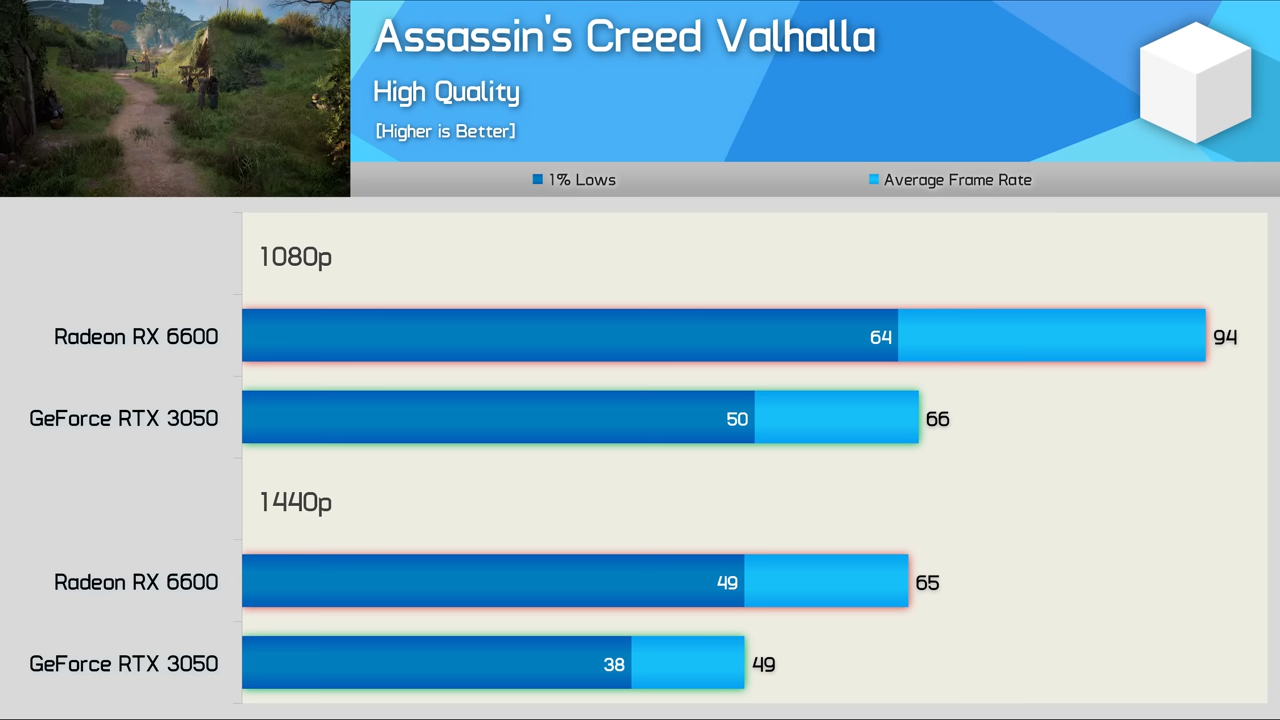 Assassin's Creed Valhalla
High Quality
[Higher is Better]
1% Lows Average Frame Rate
1080p
Radeon RX 6600 64 94
GeForce RTX 3050 50 66
1440p
Radeon RX 6600 49 65
GeForce RTX 3050 38 49